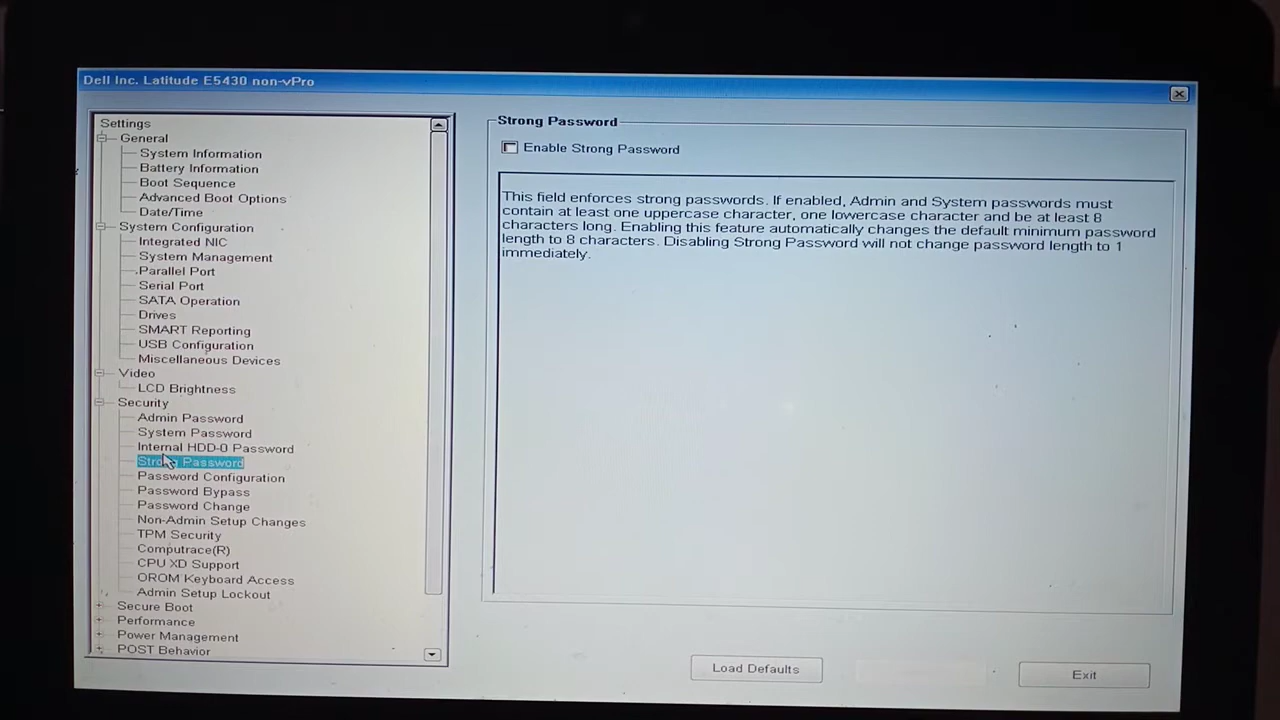 Dell Inc. Latitude E5430 non-vPro
Settings
General
System Information
Battery Information
Boot Sequence
Advanced Boot Options
Date/Time
System Configuration
Integrated NIC
System Management
Parallel Port
Serial Port
SATA Operation
Drives
SMART Reporting
USB Configuration
Miscellaneous Devices
Video
LCD Brightness
Security
Admin Password
System Password
Internal HDD-0 Password
Strong Password
Password Configuration
Password Bypass
Password Change
Non-Admin Setup Changes
TPM Security
Computrace(R)
CPU XD Support
OROM Keyboard Access
Admin Setup Lockout
Secure Boot
Performance
Power Management
POST Behavior
Strong Password
Enable Strong Password
This field enforces strong passwords. If enabled, Admin and System passwords must
contain at least one uppercase character, one lowercase character and be at least 8
characters long. Enabling this feature automatically changes the default minimum password
length to 8 characters. Disabling Strong Password will not change password length to 1
immediately.
Load Defaults
Exit